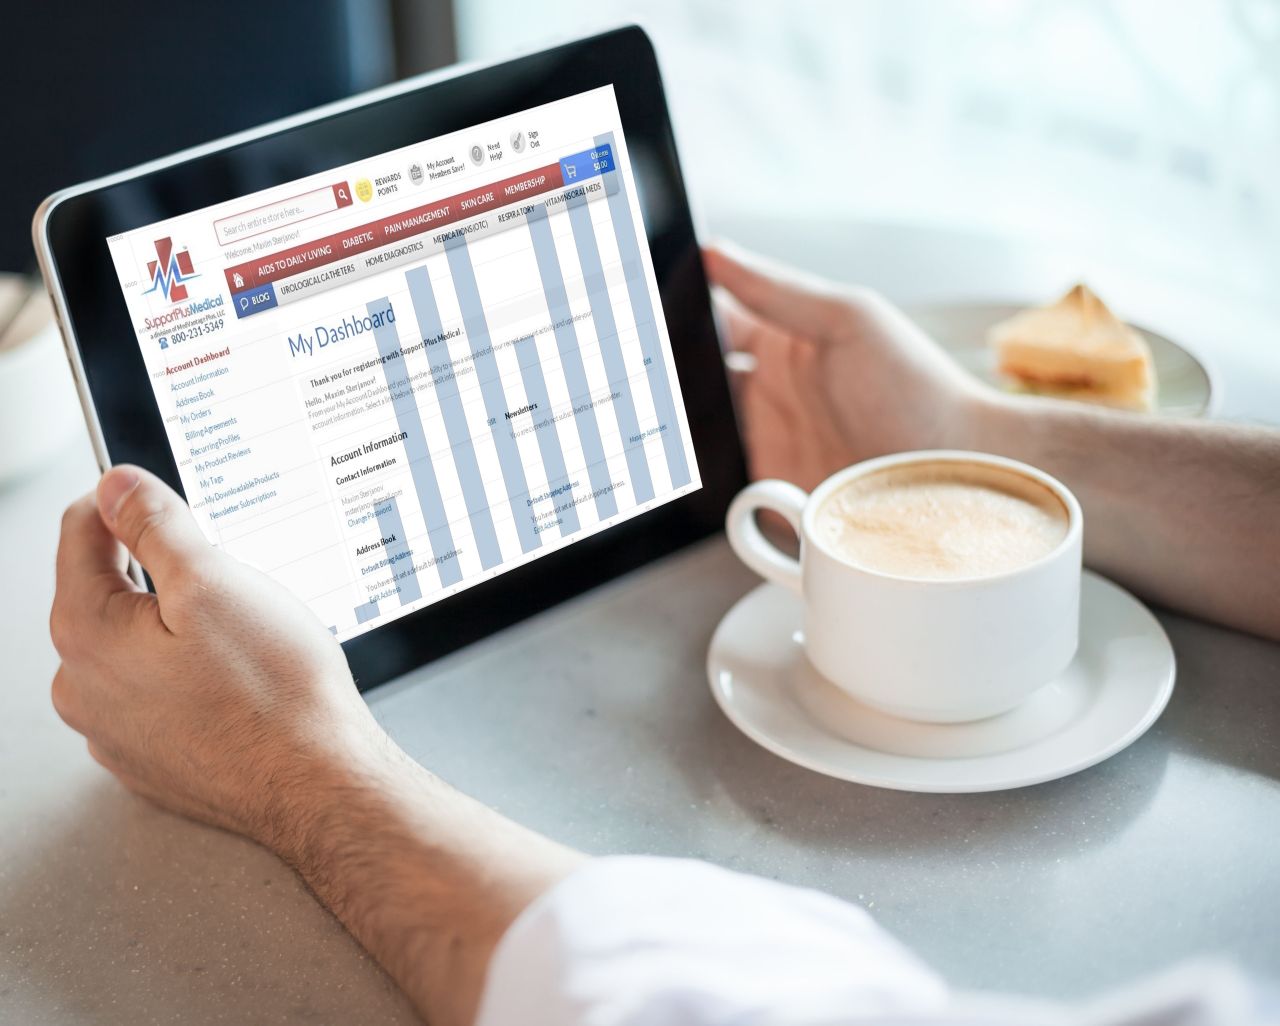 Search entire store here...
REWARDS
POINTS
My Account
Members Save!
Need
Help?
Sign
Out
0 items
$0.00
Welcome, Maxim Sterjanov!
AIDS TO DAILY LIVING
DIABETIC
PAIN MANAGEMENT
SKIN CARE
MEMBERSHIP
BLOG
UROLOGICAL CATHETERS
HOME DIAGNOSTICS
MEDICATIONS (OTC)
RESPIRATORY
VITAMINS
ORAL MEDS
SupportPlusMedical
a division of MedVantage Plus, LLC
800-231-5349
Account Dashboard
Account Information
Address Book
My Orders
Billing Agreements
Recurring Profiles
My Product Reviews
My Tags
My Downloadable Products
Newsletter Subscriptions
My Dashboard
Thank you for registering with Support Plus Medical.
Hello, Maxim Sterjanov!
From your My Account Dashboard you have the ability to view a snapshot of your recent account activity and update your
account information. Select a link below to view or edit information.
Account Information
Contact Information
Edit
Maxim Sterjanov
Change Password
Newsletters
Edit
You are currently not subscribed to any newsletter.
Address Book
Manage Addresses
Default Billing Address
You have not set a default billing address.
Edit Address
Default Shipping Address
You have not set a default shipping address.
Edit Address